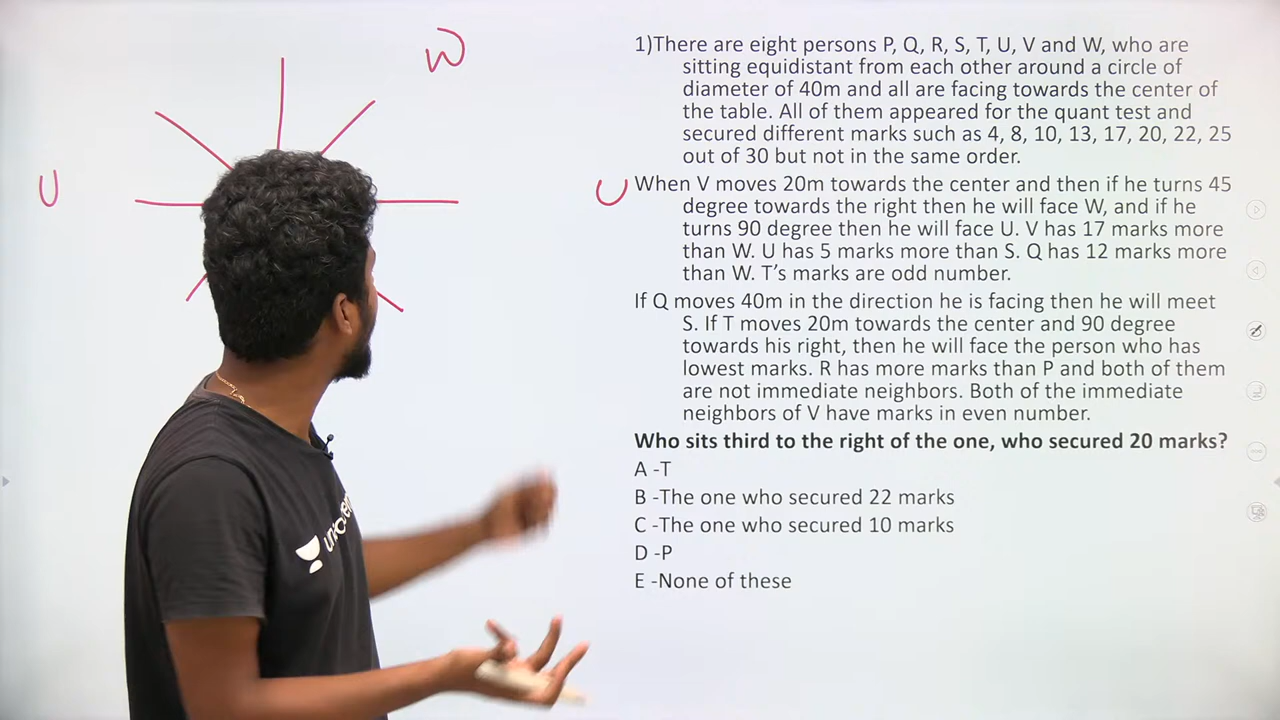 W
U
U
1)There are eight persons P, Q, R, S, T, U, V and W, who are
sitting equidistant from each other around a circle of
diameter of 40m and all are facing towards the center of
the table. All of them appeared for the quant test and
secured different marks such as 4, 8, 10, 13, 17, 20, 22, 25
out of 30 but not in the same order.
When V moves 20m towards the center and then if he turns 45
degree towards the right then he will face W, and if he
turns 90 degree then he will face U. V has 17 marks more
than W. U has 5 marks more than S. Q has 12 marks more
than W. T's marks are odd number.
If Q moves 40m in the direction he is facing then he will meet
S. If T moves 20m towards the center and 90 degree
towards his right, then he will face the person who has
lowest marks. R has more marks than P and both of them
are not immediate neighbors. Both of the immediate
neighbors of V have marks in even number.
Who sits third to the right of the one, who secured 20 marks?
A -T
B -The one who secured 22 marks
C -The one who secured 10 marks
D -P
E -None of these